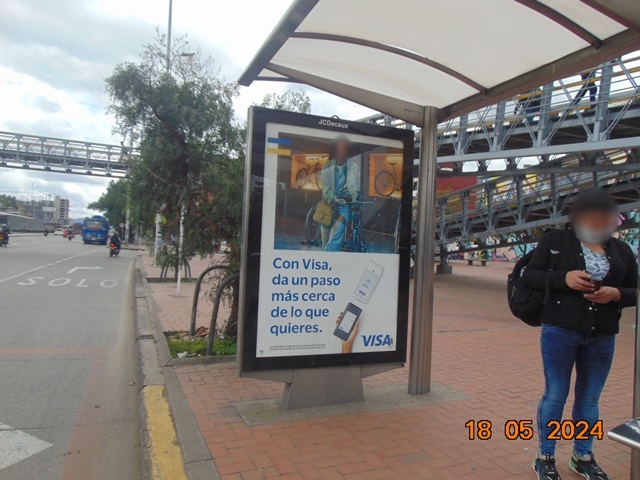 JCDecaux
Con Visa,
da un paso
más cerca
de lo que
quieres.
VISA
SOLO
18 05 2024